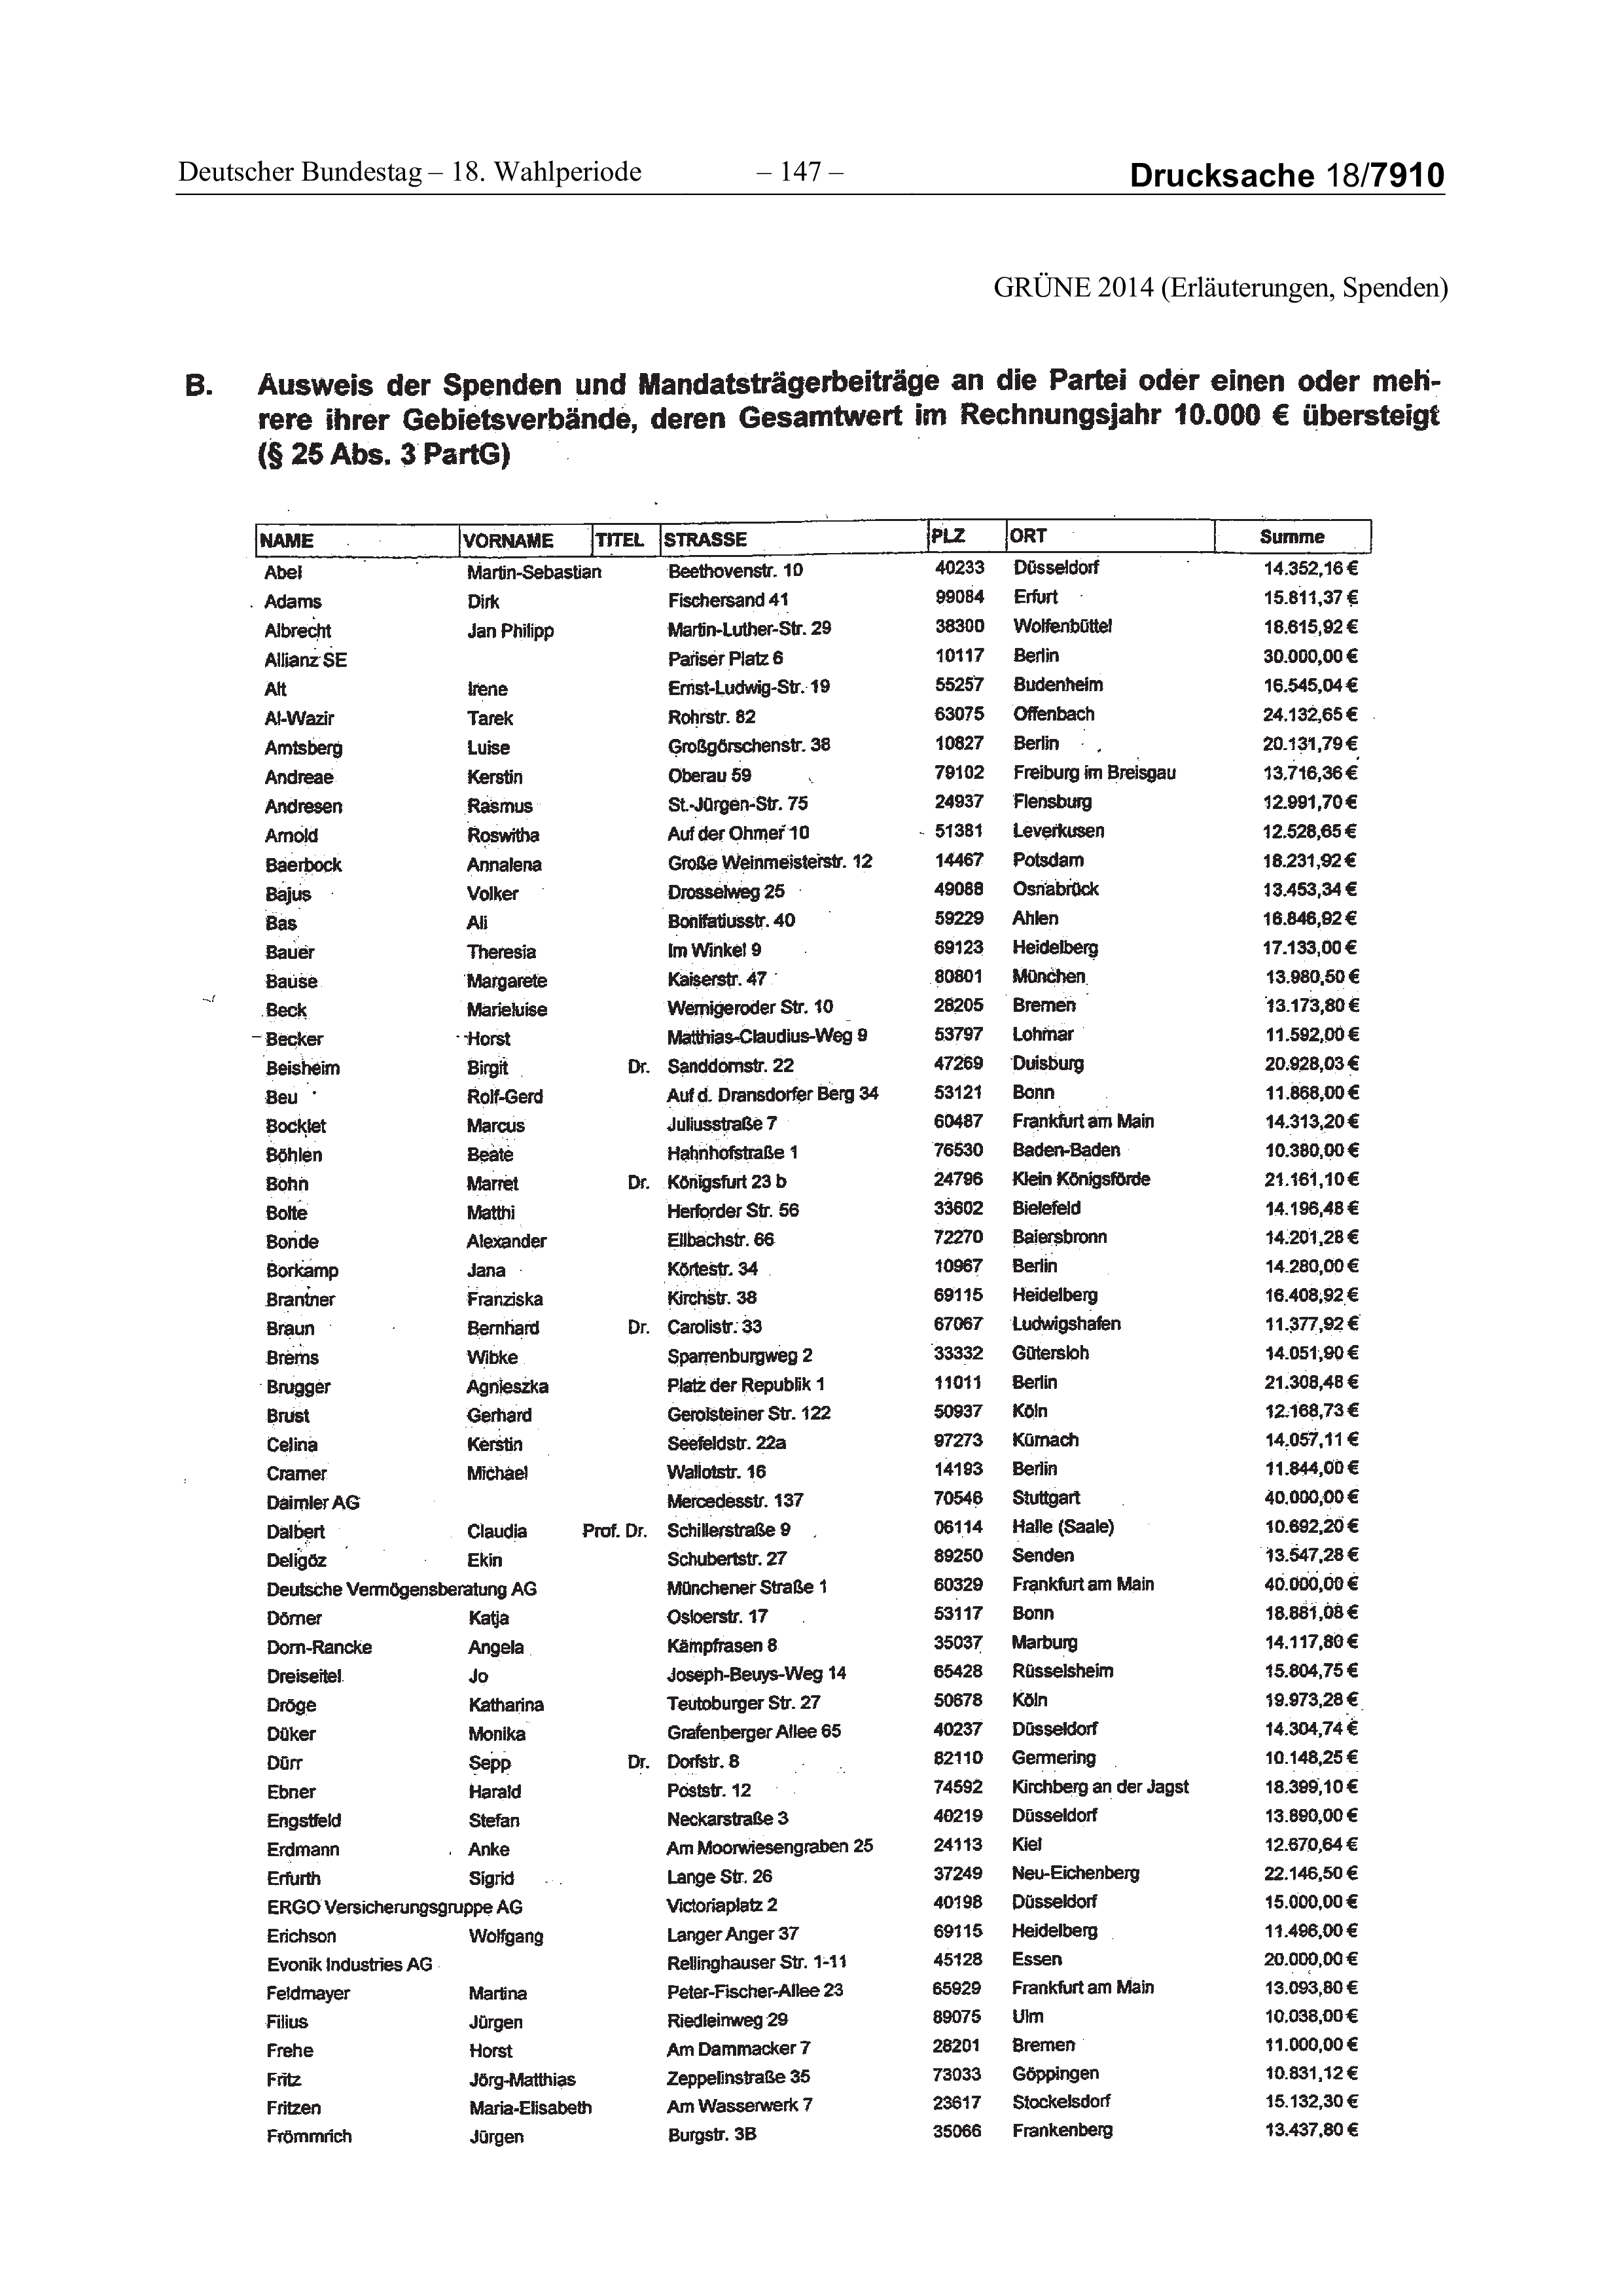 Deutscher Bundestag – 18. Wahlperiode – 147 – Drucksache 18/7910
GRÜNE 2014 (Erläuterungen, Spenden)
B. Ausweis der Spenden und Mandatsträgerbeiträge an die Partei oder einen oder meh-
rere ihrer Gebietsverbände, deren Gesamtwert im Rechnungsjahr 10.000 € übersteigt
(§ 25 Abs. 3 PartG)
NAME VORNAME TITEL STRASSE PLZ ORT Summe
Abel Martin-Sebastian Beethovenstr. 10 40233 Düsseldorf 14.352,16 €
Adams Dirk Fischersand 41 99084 Erfurt 15.811,37 €
Albrecht Jan Philipp Martin-Luther-Str. 29 38300 Wolfenbüttel 18.615,92 €
Allianz SE Pariser Platz 6 10117 Berlin 30.000,00 €
Alt Irene Ernst-Ludwig-Str. 19 55257 Budenheim 16.545,04 €
Al-Wazir Tarek Rohrstr. 82 63075 Offenbach 24.132,65 €
Amtsberg Luise Großgörschenstr. 38 10827 Berlin 20.131,79 €
Andreae Kerstin Oberau 59 79102 Freiburg im Breisgau 13.716,36 €
Andresen Rasmus St.-Jürgen-Str. 75 24937 Flensburg 12.991,70 €
Arnold Roswitha Auf der Ohmer 10 51381 Leverkusen 12.528,65 €
Baerbock Annalena Große Weinmeisterstr. 12 14467 Potsdam 18.231,92 €
Bajus Volker Drosselweg 25 49088 Osnabrück 13.453,34 €
Bas Ali Bonifatiusstr. 40 59229 Ahlen 16.846,92 €
Bauer Theresia Im Winkel 9 69123 Heidelberg 17.133,00 €
Bause Margarete Kaiserstr. 47 80801 München 13.980,50 €
Beck Marieluise Wernigeroder Str. 10 28205 Bremen 13.173,80 €
Becker Horst Matthias-Claudius-Weg 9 53797 Lohmar 11.592,00 €
Beisheim Birgit Dr. Sanddornstr. 22 47269 Duisburg 20.928,03 €
Beu Rolf-Gerd Auf d. Dransdorfer Berg 34 53121 Bonn 11.868,00 €
Bocklet Marcus Juliusstraße 7 60487 Frankfurt am Main 14.313,20 €
Böhlen Beate Hahnhofstraße 1 76530 Baden-Baden 10.380,00 €
Bohn Marret Dr. Königsfurt 23 b 24796 Klein Königsförde 21.161,10 €
Bolte Matthi Herforder Str. 56 33602 Bielefeld 14.196,48 €
Bonde Alexander Ellbachstr. 66 72270 Baiersbronn 14.201,28 €
Borkamp Jana Körtestr. 34 10967 Berlin 14.280,00 €
Brantner Franziska Kirchstr. 38 69115 Heidelberg 16.408,92 €
Braun Bernhard Dr. Carolistr. 33 67067 Ludwigshafen 11.377,92 €
Brems Wibke Sparrenburgweg 2 33332 Gütersloh 14.051,90 €
Brugger Agnieszka Platz der Republik 1 11011 Berlin 21.308,48 €
Brust Gerhard Gerolsteiner Str. 122 50937 Köln 12.168,73 €
Celina Kerstin Seefeldstr. 22a 97273 Kürnach 14.057,11 €
Cramer Michael Wallotstr. 16 14193 Berlin 11.844,00 €
Daimler AG Mercedesstr. 137 70546 Stuttgart 40.000,00 €
Dalbert Claudia Prof. Dr. Schillerstraße 9 06114 Halle (Saale) 10.692,20 €
Deligöz Ekin Schubertstr. 27 89250 Senden 13.547,28 €
Deutsche Vermögensberatung AG Münchener Straße 1 60329 Frankfurt am Main 40.000,00 €
Dörner Katja Osloerstr. 17 53117 Bonn 18.881,08 €
Dorn-Rancke Angela Kämpfrasen 8 35037 Marburg 14.117,80 €
Dreiseitel Jo Joseph-Beuys-Weg 14 65428 Rüsselsheim 15.804,75 €
Dröge Katharina Teutoburger Str. 27 50678 Köln 19.973,28 €
Düker Monika Grafenberger Allee 65 40237 Düsseldorf 14.304,74 €
Dürr Sepp Dr. Dorfstr. 8 82110 Germering 10.148,25 €
Ebner Harald Poststr. 12 74592 Kirchberg an der Jagst 18.399,10 €
Engstfeld Stefan Neckarstraße 3 40219 Düsseldorf 13.890,00 €
Erdmann Anke Am Moorwiesengraben 25 24113 Kiel 12.670,64 €
Erfurth Sigrid Lange Str. 26 37249 Neu-Eichenberg 22.146,50 €
ERGO Versicherungsgruppe AG Victoriaplatz 2 40198 Düsseldorf 15.000,00 €
Erichson Wolfgang Langer Anger 37 69115 Heidelberg 11.496,00 €
Evonik Industries AG Rellinghauser Str. 1-11 45128 Essen 20.000,00 €
Feldmayer Martina Peter-Fischer-Allee 23 65929 Frankfurt am Main 13.093,80 €
Filius Jürgen Riedleinweg 29 89075 Ulm 10.038,00 €
Frehe Horst Am Dammacker 7 28201 Bremen 11.000,00 €
Fritz Jörg-Matthias Zeppelinstraße 35 73033 Göppingen 10.831,12 €
Fritzen Maria-Elisabeth Am Wasserwerk 7 23617 Stockelsdorf 15.132,30 €
Frömmrich Jürgen Burgstr. 3B 35066 Frankenberg 13.437,80 €